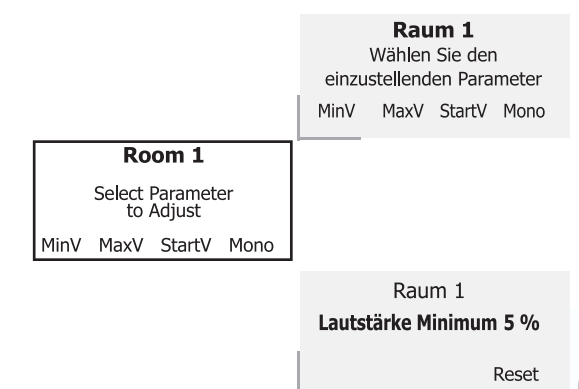 Raum 1
Wählen Sie den
einzustellenden Parameter
MinV MaxV StartV Mono
Room 1
Select Parameter
to Adjust
MinV MaxV StartV Mono
Raum 1
Lautstärke Minimum 5 %
Reset